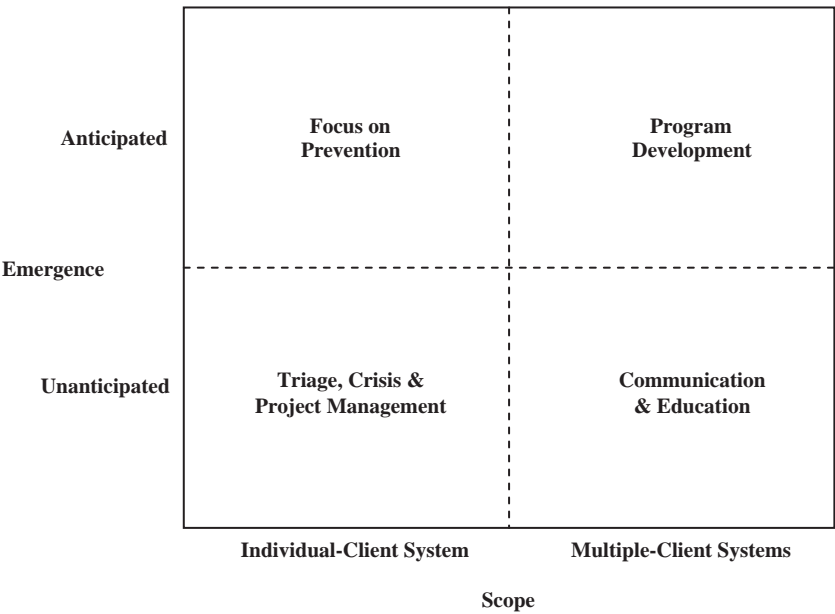 Anticipated
Focus on
Prevention
Program
Development
Emergence
Unanticipated
Triage, Crisis &
Project Management
Communication
& Education
Individual-Client System
Multiple-Client Systems
Scope